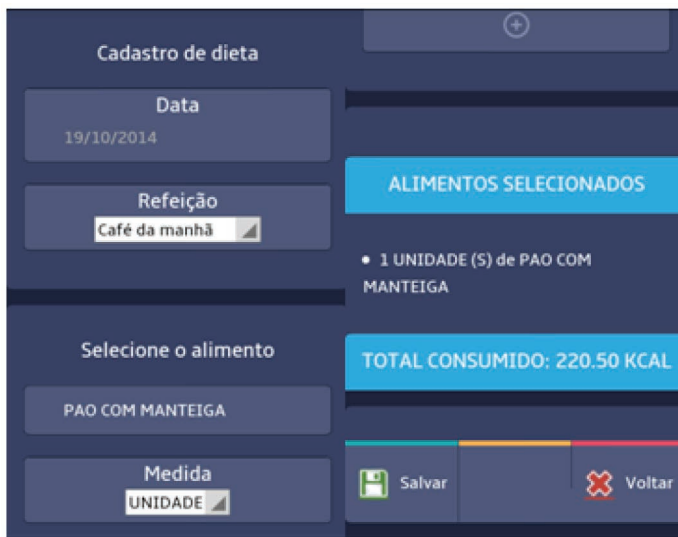 Cadastro de dieta
Data
19/10/2014
Refeição
Café da manhã
Selecione o alimento
PAO COM MANTEIGA
Medida
UNIDADE
ALIMENTOS SELECIONADOS
• 1 UNIDADE (S) de PAO COM
MANTEIGA
TOTAL CONSUMIDO: 220.50 KCAL
Salvar
Voltar